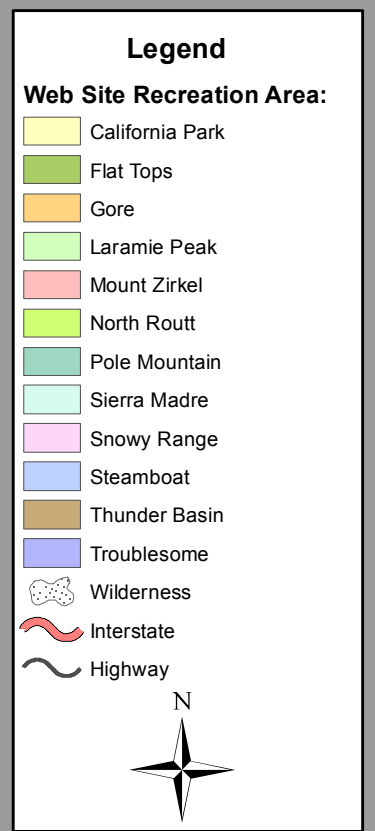 Legend
Web Site Recreation Area:
California Park
Flat Tops
Gore
Laramie Peak
Mount Zirkel
North Routt
Pole Mountain
Sierra Madre
Snowy Range
Steamboat
Thunder Basin
Troublesome
Wilderness
Interstate
Highway
N